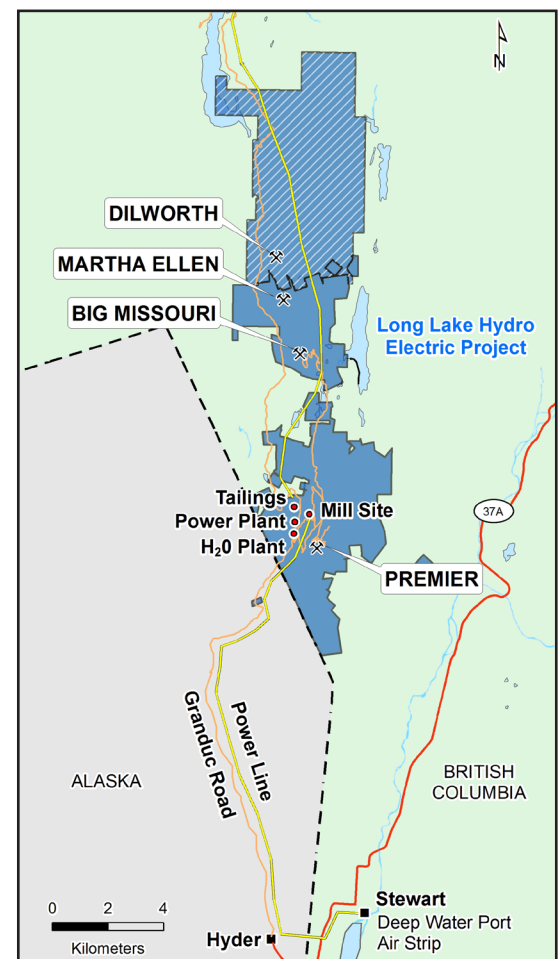 N
DILWORTH
MARTHA ELLEN
BIG MISSOURI
Long Lake Hydro
Electric Project
Tailings
Mill Site
37A
Power Plant
H₂0 Plant
PREMIER
Power Line
Granduc Road
ALASKA
BRITISH
COLUMBIA
Stewart
Deep Water Port
Air Strip
0 2 4
Kilometers
Hyder